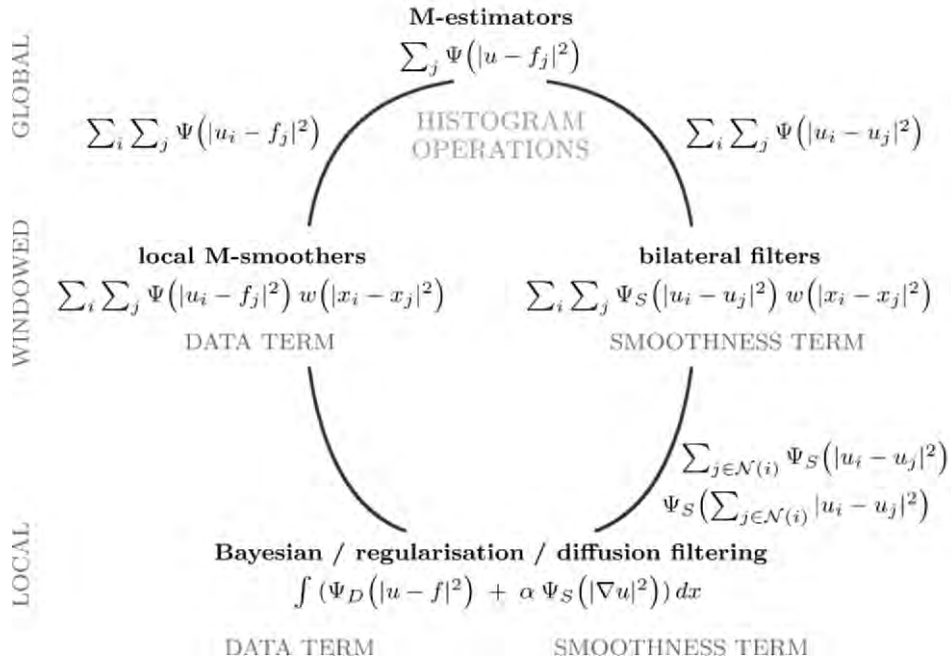 M-estimators
∑_j Ψ(|u − f_j|²)
GLOBAL
HISTOGRAM
OPERATIONS
∑_i ∑_j Ψ(|u_i − f_j|²)
∑_i ∑_j Ψ(|u_i − u_j|²)
WINDOWED
local M-smoothers
∑_i ∑_j Ψ(|u_i − f_j|²) w(|x_i − x_j|²)
DATA TERM
bilateral filters
∑_i ∑_j Ψ_S(|u_i − u_j|²) w(|x_i − x_j|²)
SMOOTHNESS TERM
∑_{j∈𝒩(i)} Ψ_S(|u_i − u_j|²)
Ψ_S(∑_{j∈𝒩(i)} |u_i − u_j|²)
LOCAL
Bayesian / regularisation / diffusion filtering
∫ (Ψ_D(|u − f|²) + α Ψ_S(|∇u|²)) dx
DATA TERM
SMOOTHNESS TERM